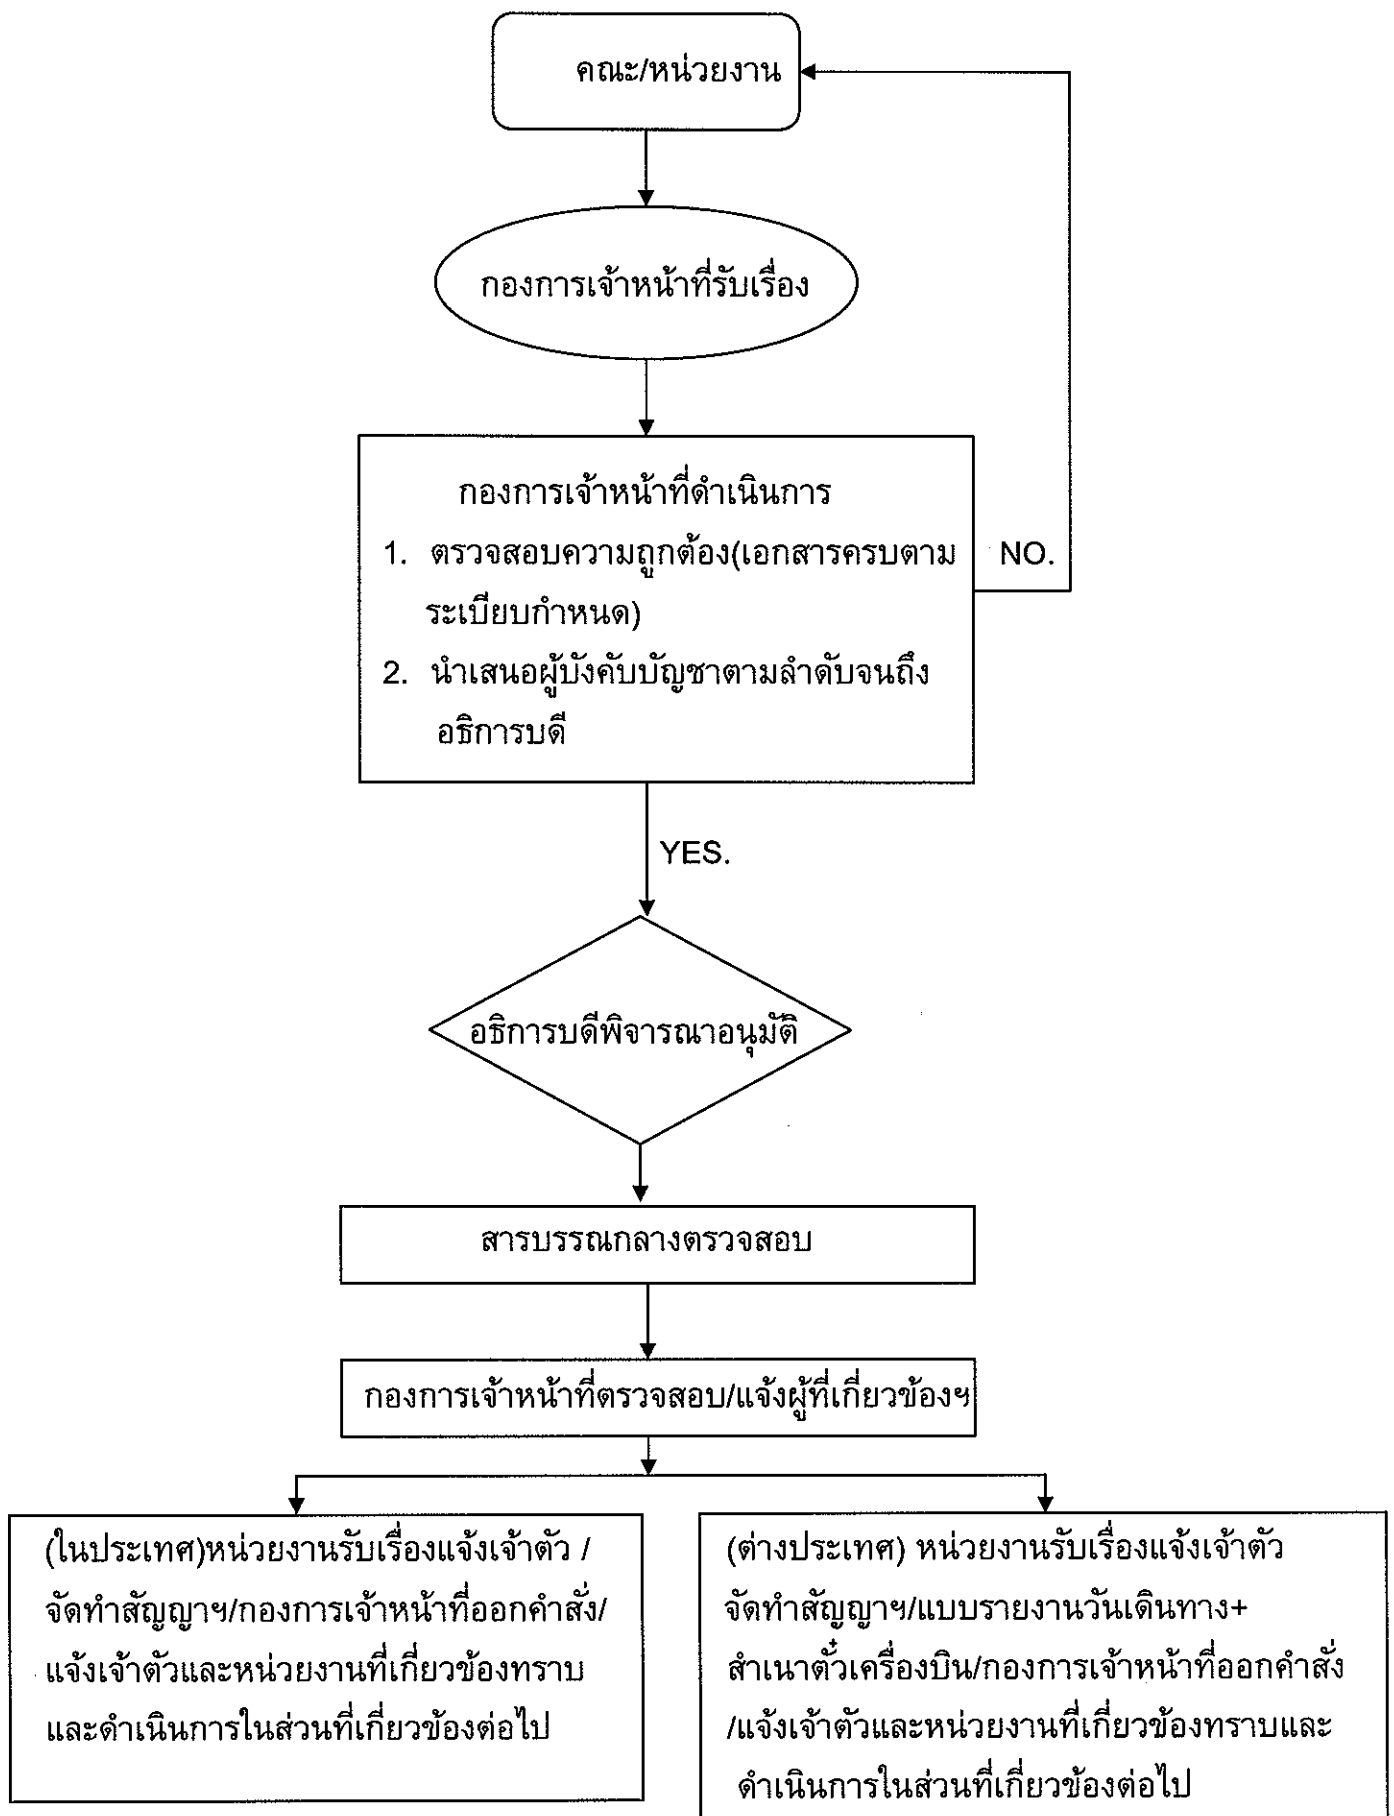 คณะ/หน่วยงาน
กองการเจ้าหน้าที่รับเรื่อง
กองการเจ้าหน้าที่ดำเนินการ
1. ตรวจสอบความถูกต้อง(เอกสารครบตาม
ระเบียบกำหนด)
2. นำเสนอผู้บังคับบัญชาตามลำดับจนถึง
อธิการบดี
NO.
YES.
อธิการบดีพิจารณาอนุมัติ
สารบรรณกลางตรวจสอบ
กองการเจ้าหน้าที่ตรวจสอบ/แจ้งผู้ที่เกี่ยวข้องฯ
(ในประเทศ)หน่วยงานรับเรื่องแจ้งเจ้าตัว /
จัดทำสัญญาฯ/กองการเจ้าหน้าที่ออกคำสั่ง/
แจ้งเจ้าตัวและหน่วยงานที่เกี่ยวข้องทราบ
และดำเนินการในส่วนที่เกี่ยวข้องต่อไป
(ต่างประเทศ) หน่วยงานรับเรื่องแจ้งเจ้าตัว
จัดทำสัญญาฯ/แบบรายงานวันเดินทาง+
สำเนาตั๋วเครื่องบิน/กองการเจ้าหน้าที่ออกคำสั่ง
/แจ้งเจ้าตัวและหน่วยงานที่เกี่ยวข้องทราบและ
ดำเนินการในส่วนที่เกี่ยวข้องต่อไป